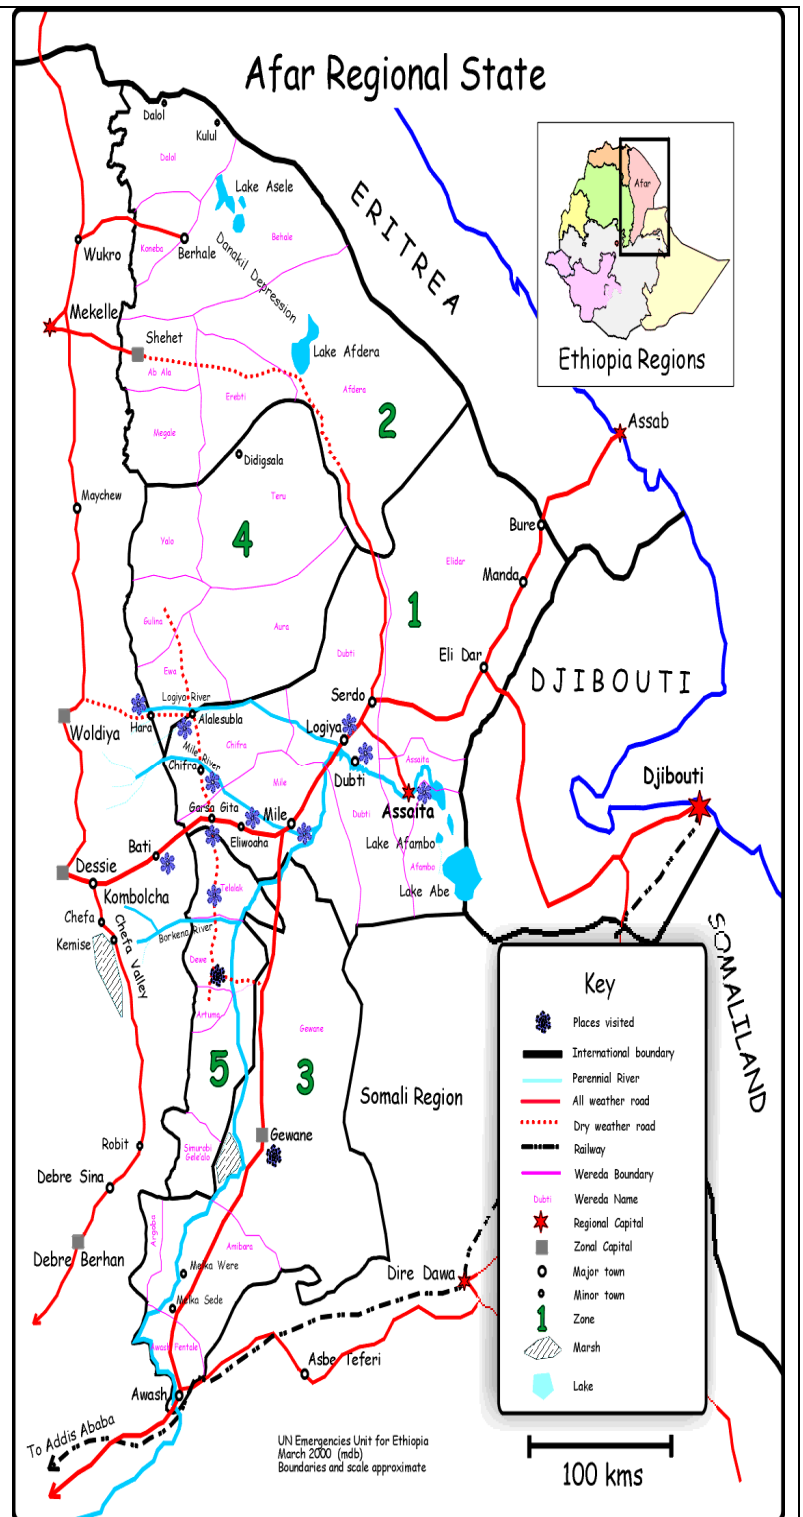 Afar Regional State
Dalol
Kulul
Dalol
Lake Asele
ERITREA
Afar
Ethiopia Regions
Wukro
Koneba
Berhale
Behale
Danakil Depression
Mekelle
Shehet
Lake Afdera
Ab Ala
Erebti
Afdera
2
Assab
Megale
Didigsala
Maychew
Teru
Bure
4
Yalo
Elidar
Manda
1
Gulina
Aura
Dubti
Eli Dar
Ewa
DJIBOUTI
Logiya River
Serdo
Woldiya
Hara
Alalesubla
Logiya
Mile River
Chifra
Chifra
Assaita
Djibouti
Mile
Dubti
Garsa Gita
Mile
Dubti
Assaita
Eliwoaha
Bati
Lake Afambo
Dessie
Afambo
Kombolcha
Telalak
Lake Abe
Chefa
Chefa Valley
Kemise
Borkena River
Dewe
SOMALILAND
Artuma
Gewane
5
3
Somali Region
Gewane
Robit
Simurobi
Gele'alo
Debre Sina
Argoba
Amibara
Debre Berhan
Melka Were
Dire Dawa
Melka Sede
Awash Fentale
Asbe Teferi
Awash
To Addis Ababa
UN Emergencies Unit for Ethiopia
March 2000 (mdb)
Boundaries and scale approximate
Key
Places visited
International boundary
Perennial River
All weather road
Dry weather road
Railway
Wereda Boundary
Dubti Wereda Name
Regional Capital
Zonal Capital
Major town
Minor town
1 Zone
Marsh
Lake
100 kms